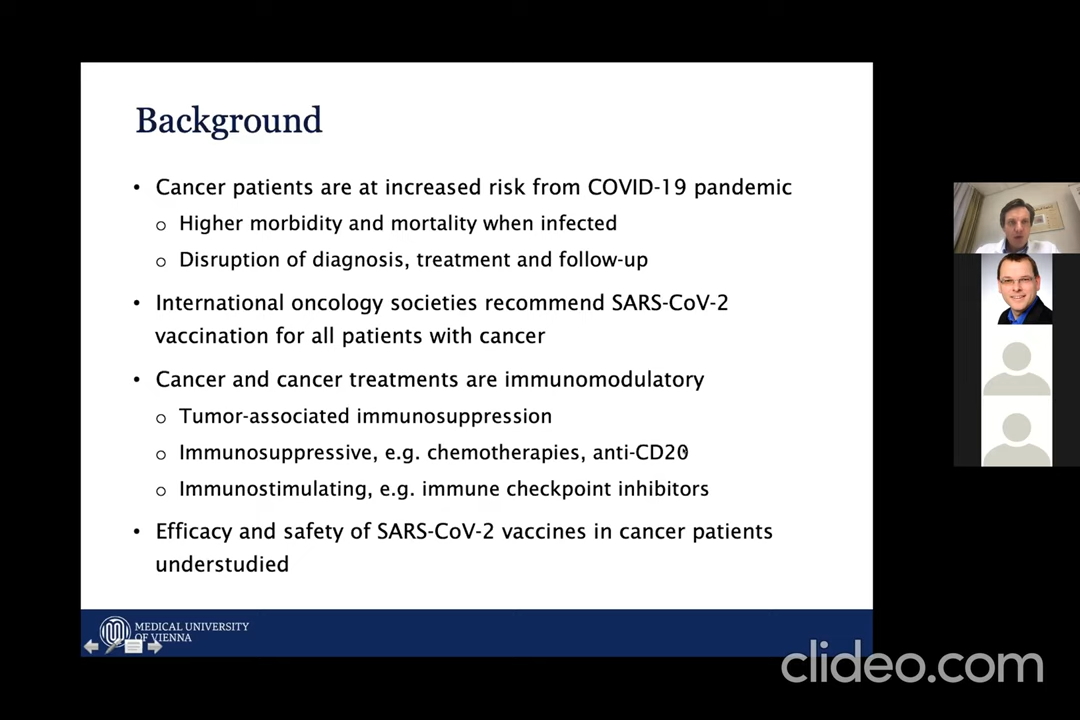 Background
• Cancer patients are at increased risk from COVID-19 pandemic
o Higher morbidity and mortality when infected
o Disruption of diagnosis, treatment and follow-up
• International oncology societies recommend SARS-CoV-2
vaccination for all patients with cancer
• Cancer and cancer treatments are immunomodulatory
o Tumor-associated immunosuppression
o Immunosuppressive, e.g. chemotherapies, anti-CD20
o Immunostimulating, e.g. immune checkpoint inhibitors
• Efficacy and safety of SARS-CoV-2 vaccines in cancer patients
understudied
MEDICAL UNIVERSITY
OF VIENNA
clideo.com